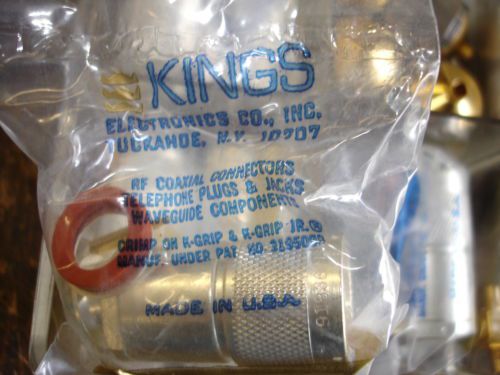 KINGS
ELECTRONICS CO., INC.
TUCKAHOE, N.Y. 10707
RF COAXIAL CONNECTORS
TELEPHONE PLUGS & JACKS
WAVEGUIDE COMPONENTS
CRIMP ON K-GRIP & K-GRIP JR.®
MANUF. UNDER PAT. NO.
MADE IN U.S.A.